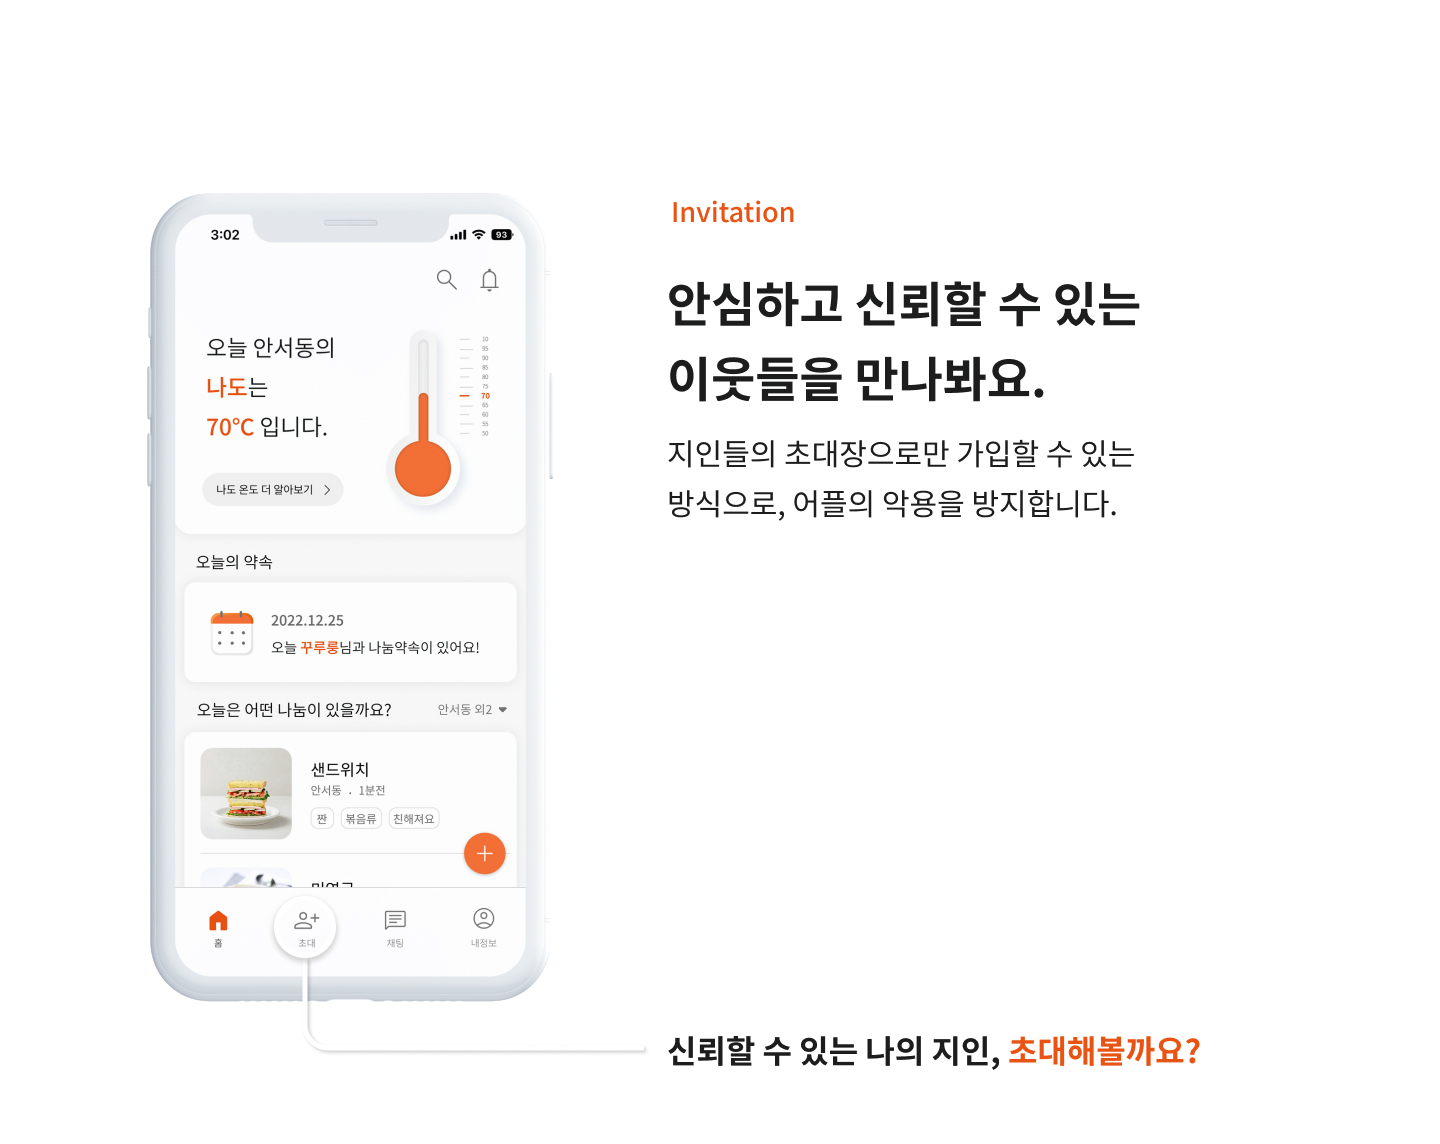 Invitation
안심하고 신뢰할 수 있는
이웃들을 만나봐요.
지인들의 초대장으로만 가입할 수 있는
방식으로, 어플의 악용을 방지합니다.
3:02
93
오늘 안서동의
나도는
70°C 입니다.
나도 온도 더 알아보기
10
95
90
85
80
75
70
65
60
55
50
오늘의 약속
2022.12.25
오늘 꾸루룽님과 나눔약속이 있어요!
오늘은 어떤 나눔이 있을까요?
안서동 외2
샌드위치
안서동 . 1분전
짠 볶음류 친해져요
홈
초대
채팅
내정보
신뢰할 수 있는 나의 지인, 초대해볼까요?